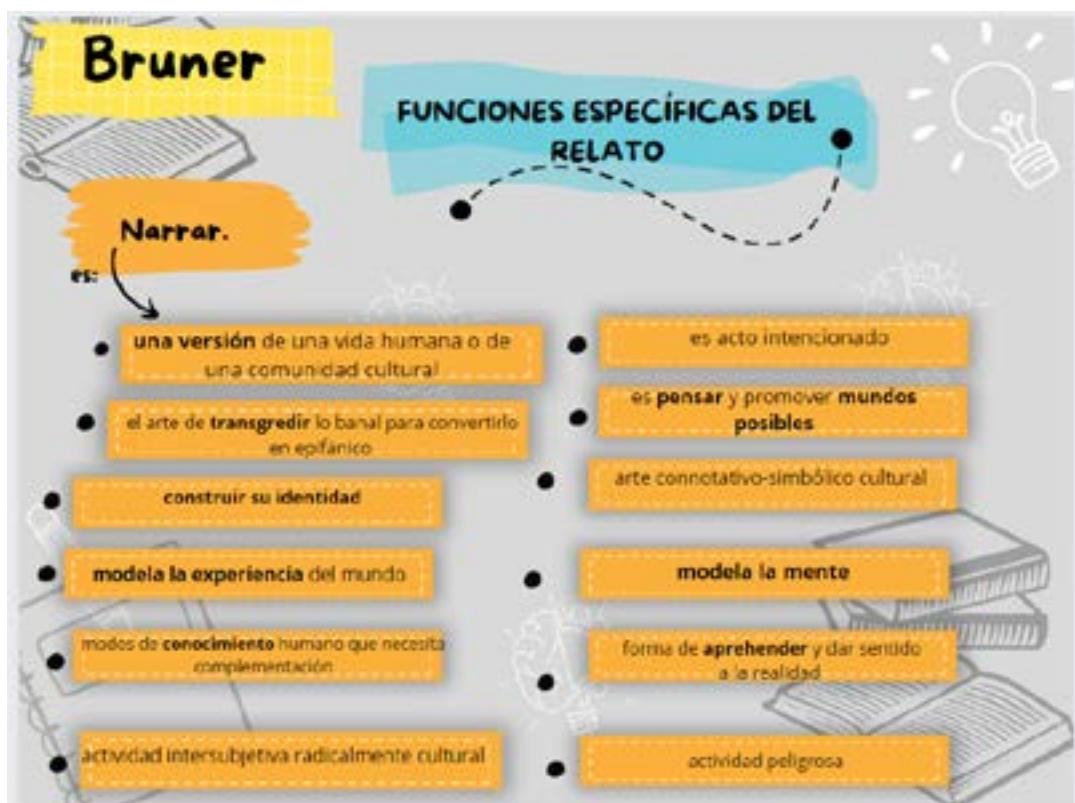 Bruner
FUNCIONES ESPECÍFICAS DEL
RELATO
Narrar.
es:
una versión de una vida humana o de
una comunidad cultural
el arte de transgredir lo banal para convertirlo
en epifánico
construir su identidad
modela la experiencia del mundo
modos de conocimiento humano que necesita
complementación
actividad intersubjetiva radicalmente cultural
es acto intencionado
es pensar y promover mundos
posibles
arte connotativo-simbólico cultural
modela la mente
forma de aprehender y dar sentido
a la realidad
actividad peligrosa